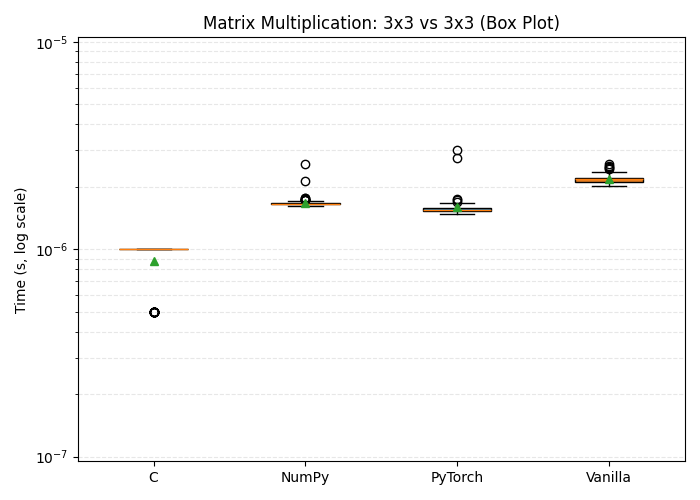 Matrix Multiplication: 3x3 vs 3x3 (Box Plot)
Time (s, log scale)
10⁻⁵
10⁻⁶
10⁻⁷
C NumPy PyTorch Vanilla